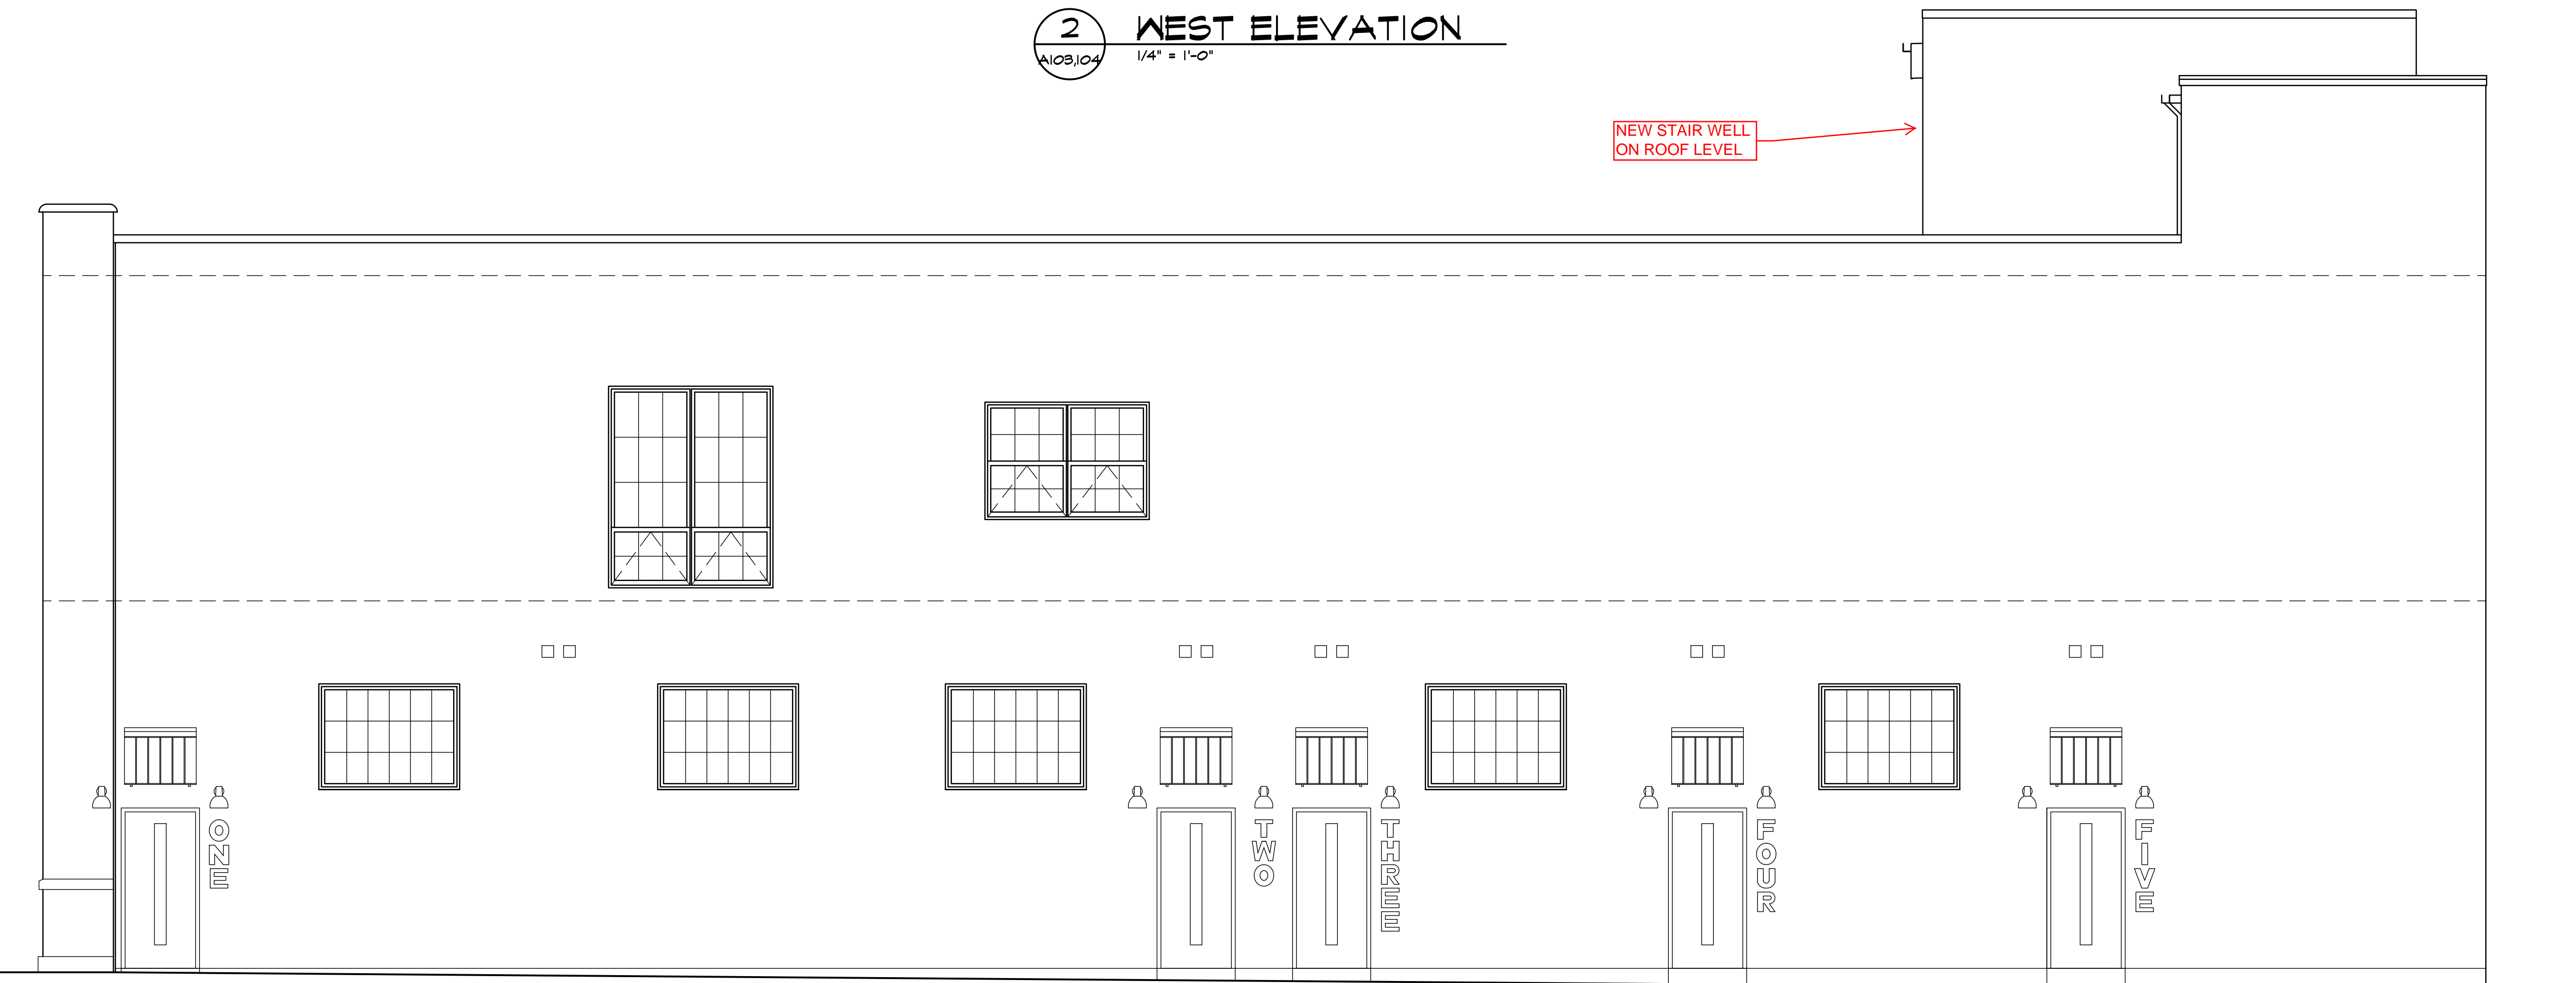 2
WEST ELEVATION
A103,104
1/4" = 1'-0"
NEW STAIR WELL
ON ROOF LEVEL
ONE
TWO
THREE
FOUR
FIVE